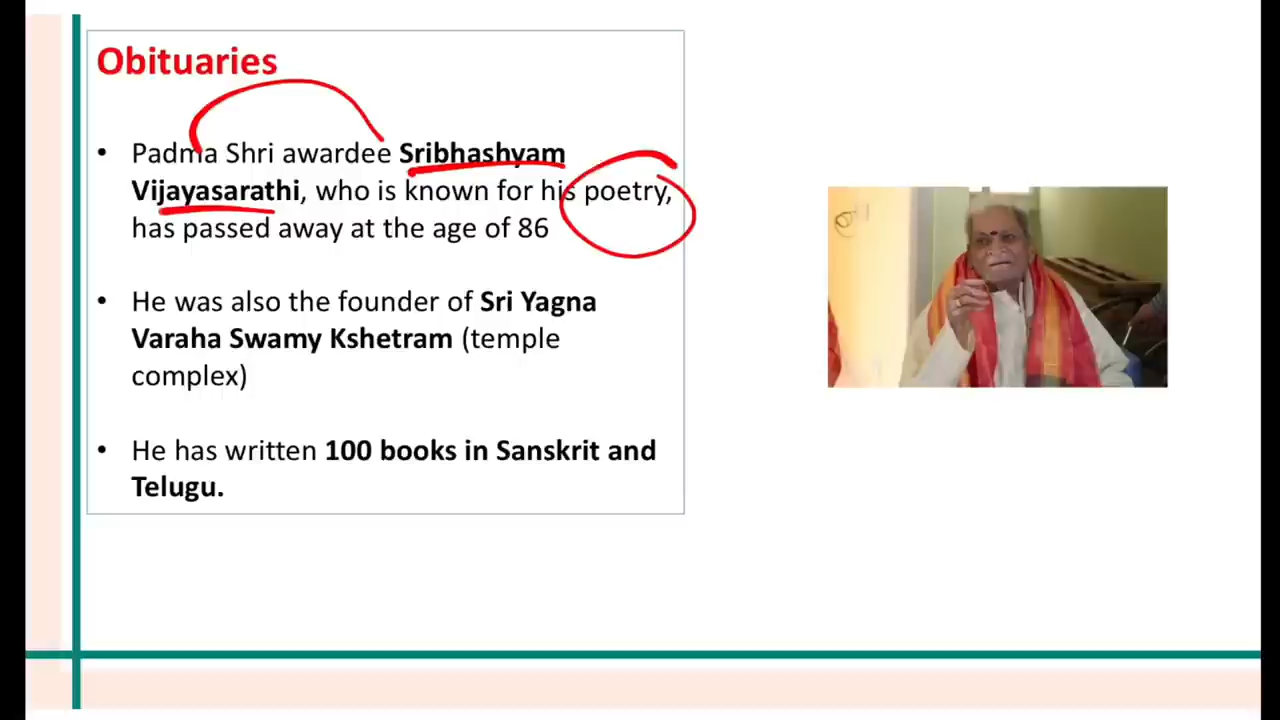 Obituaries
• Padma Shri awardee Sribhashyam
Vijayasarathi, who is known for his poetry,
has passed away at the age of 86
• He was also the founder of Sri Yagna
Varaha Swamy Kshetram (temple
complex)
• He has written 100 books in Sanskrit and
Telugu.